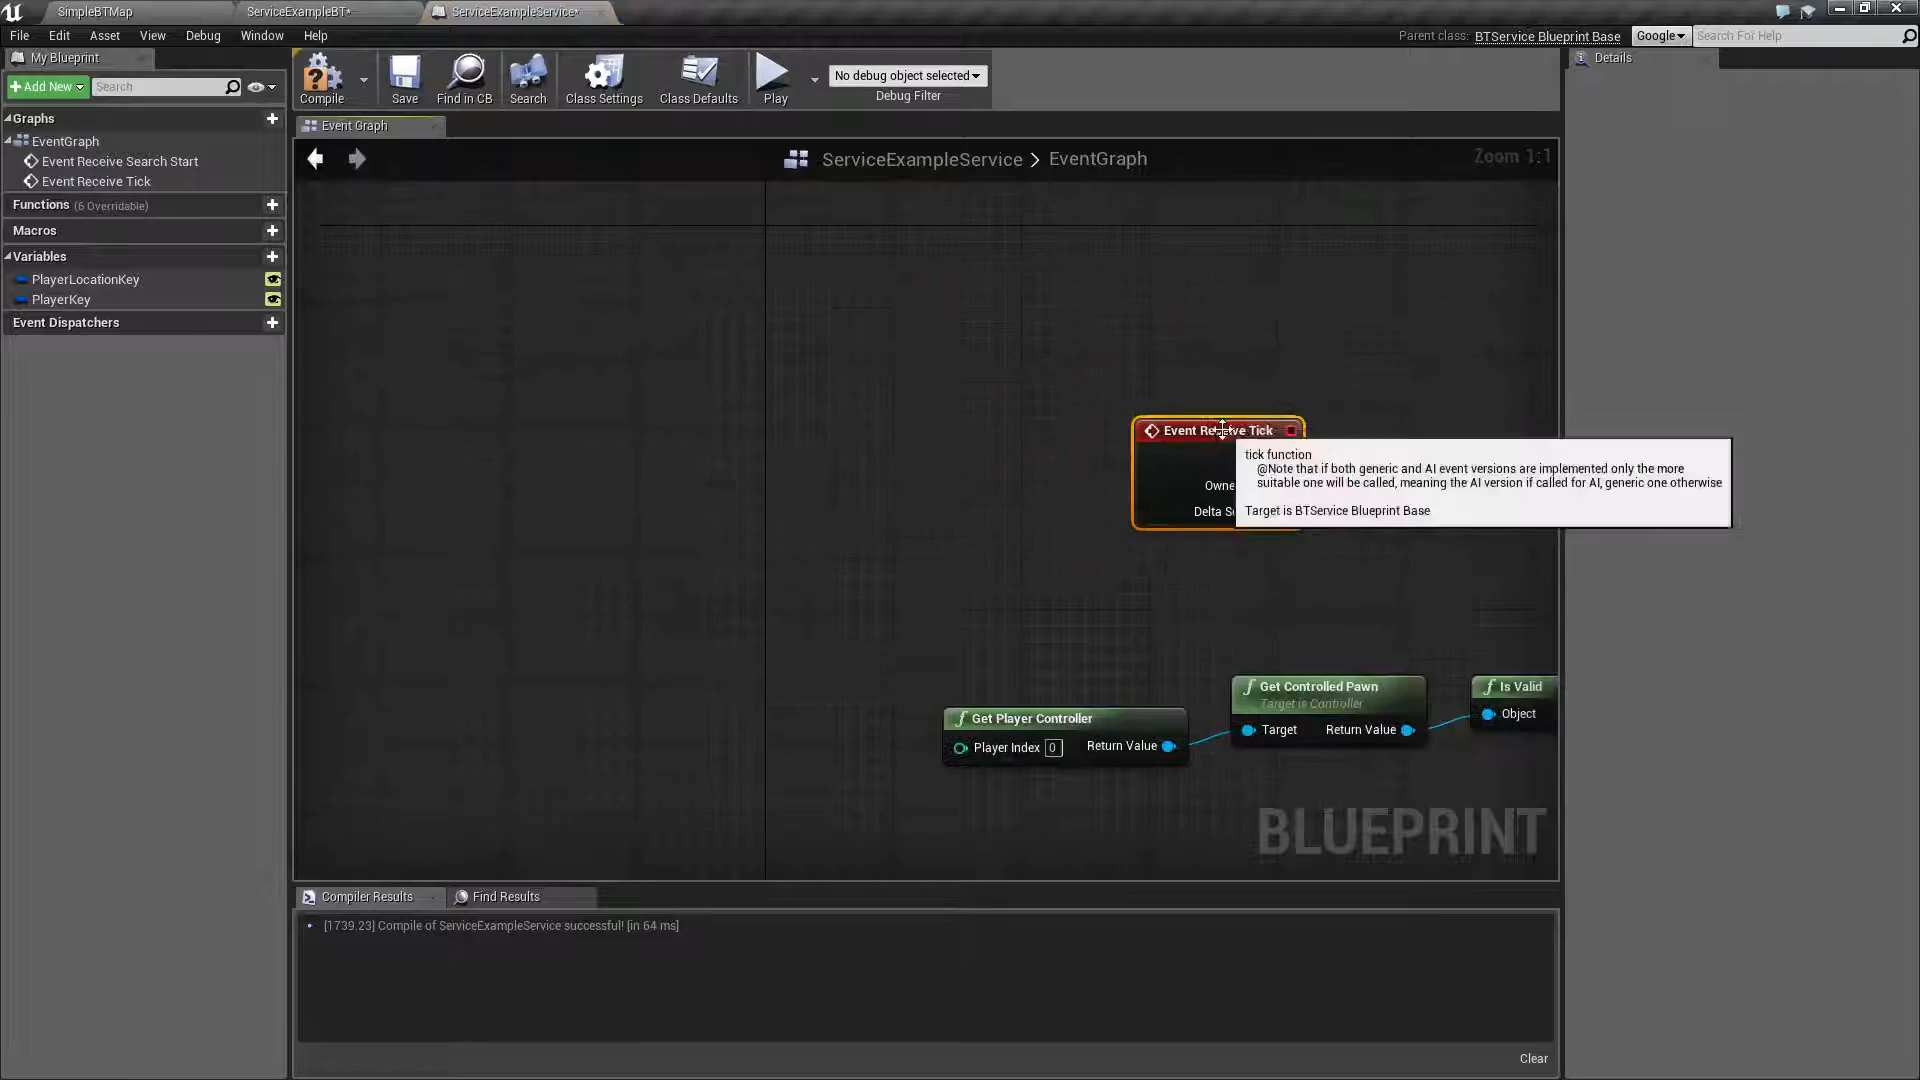 SimpleBTMap
ServiceExampleBT*
ServiceExampleService*
File Edit Asset View Debug Window Help
Parent class: BTService Blueprint Base Google Search For Help
My Blueprint
Details
Add New Search
Compile Save Find in CB Search Class Settings Class Defaults Play
No debug object selected
Debug Filter
Event Graph
Graphs
EventGraph
Event Receive Search Start
Event Receive Tick
Functions (6 Overridable)
Macros
Variables
PlayerLocationKey
PlayerKey
Event Dispatchers
ServiceExampleService > EventGraph
Zoom 1:1
Event Receive Tick
Owne
Delta S
tick function
@Note that if both generic and AI event versions are implemented only the more
suitable one will be called, meaning the AI version if called for AI, generic one otherwise
Target is BTService Blueprint Base
Get Player Controller
Player Index 0 Return Value
Get Controlled Pawn
Target is Controller
Target Return Value
Is Valid
Object
BLUEPRINT
Compiler Results
Find Results
[1739.23] Compile of ServiceExampleService successful! [in 64 ms]
Clear